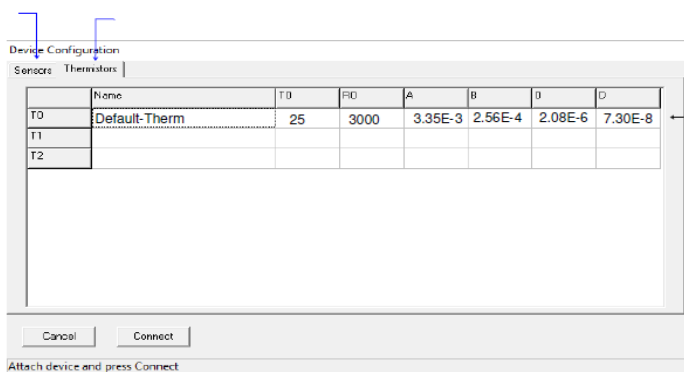 Device Configuration
Sensors Thermistors
Name T0 R0 A B 0 D
T0 Default-Therm 25 3000 3.35E-3 2.56E-4 2.08E-6 7.30E-8
T1
T2
Cancel Connect
Attach device and press Connect